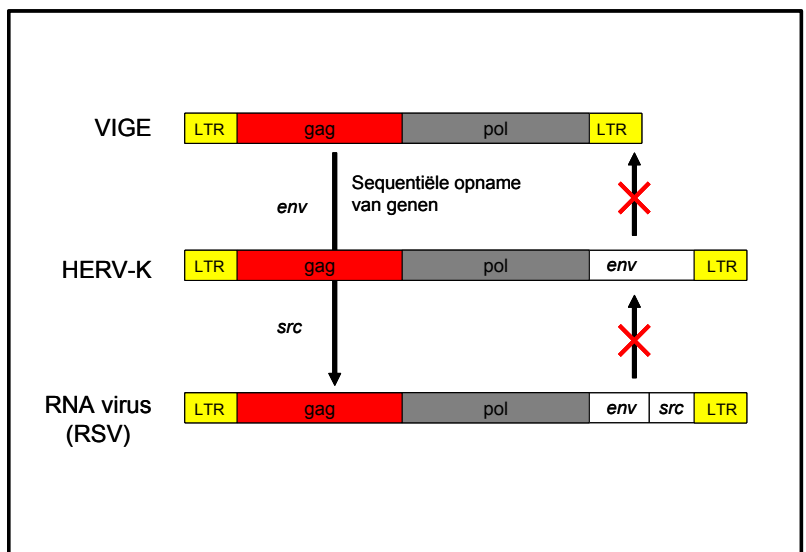 VIGE LTR gag pol LTR
env Sequentiële opname
van genen
HERV-K LTR gag pol env LTR
src
RNA virus
(RSV) LTR gag pol env src LTR